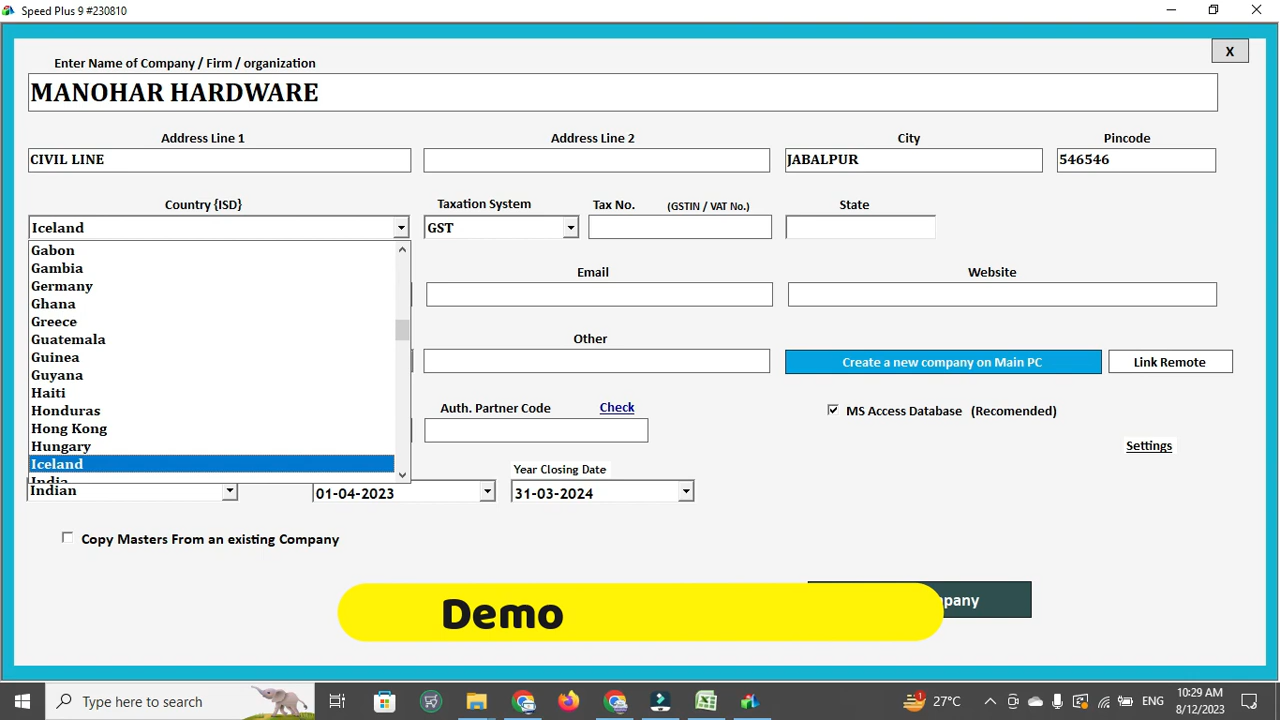 Speed Plus 9 #230810
X
Enter Name of Company / Firm / organization
MANOHAR HARDWARE
Address Line 1
Address Line 2
City
Pincode
CIVIL LINE
JABALPUR
546546
Country {ISD}
Taxation System
Tax No.
(GSTIN / VAT No.)
State
Iceland
GST
Gabon
Gambia
Germany
Ghana
Greece
Guatemala
Guinea
Guyana
Haiti
Honduras
Hong Kong
Hungary
Iceland
India
Email
Website
Other
Create a new company on Main PC
Link Remote
Auth. Partner Code
Check
MS Access Database (Recomended)
Settings
Year Closing Date
Indian
01-04-2023
31-03-2024
Copy Masters From an existing Company
Demo
Type here to search
27°C
ENG
10:29 AM
8/12/2023
1